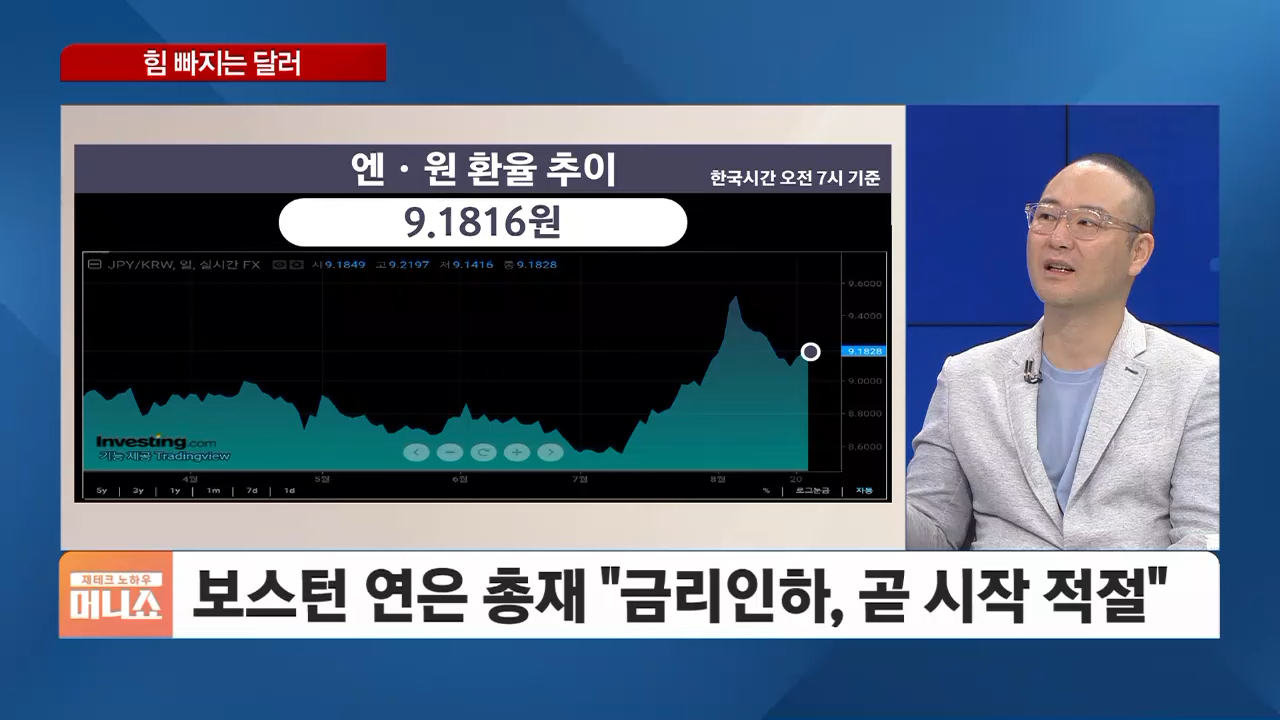 힘 빠지는 달러
엔·원 환율 추이
한국시간 오전 7시 기준
9.1816원
JPY/KRW, 일, 실시간 FX 시9.1849 고9.2197 저9.1416 종9.1828
9.6000
9.4000
9.1828
9.0000
8.8000
8.6000
Investing.com
기능 제공 Tradingview
4월 5월 6월 7월 8월 20
5y | 3y | 1y | 1m | 7d | 1d
% | 로그눈금 | 자동
재테크 노하우
머니쇼
보스턴 연은 총재 "금리인하, 곧 시작 적절"